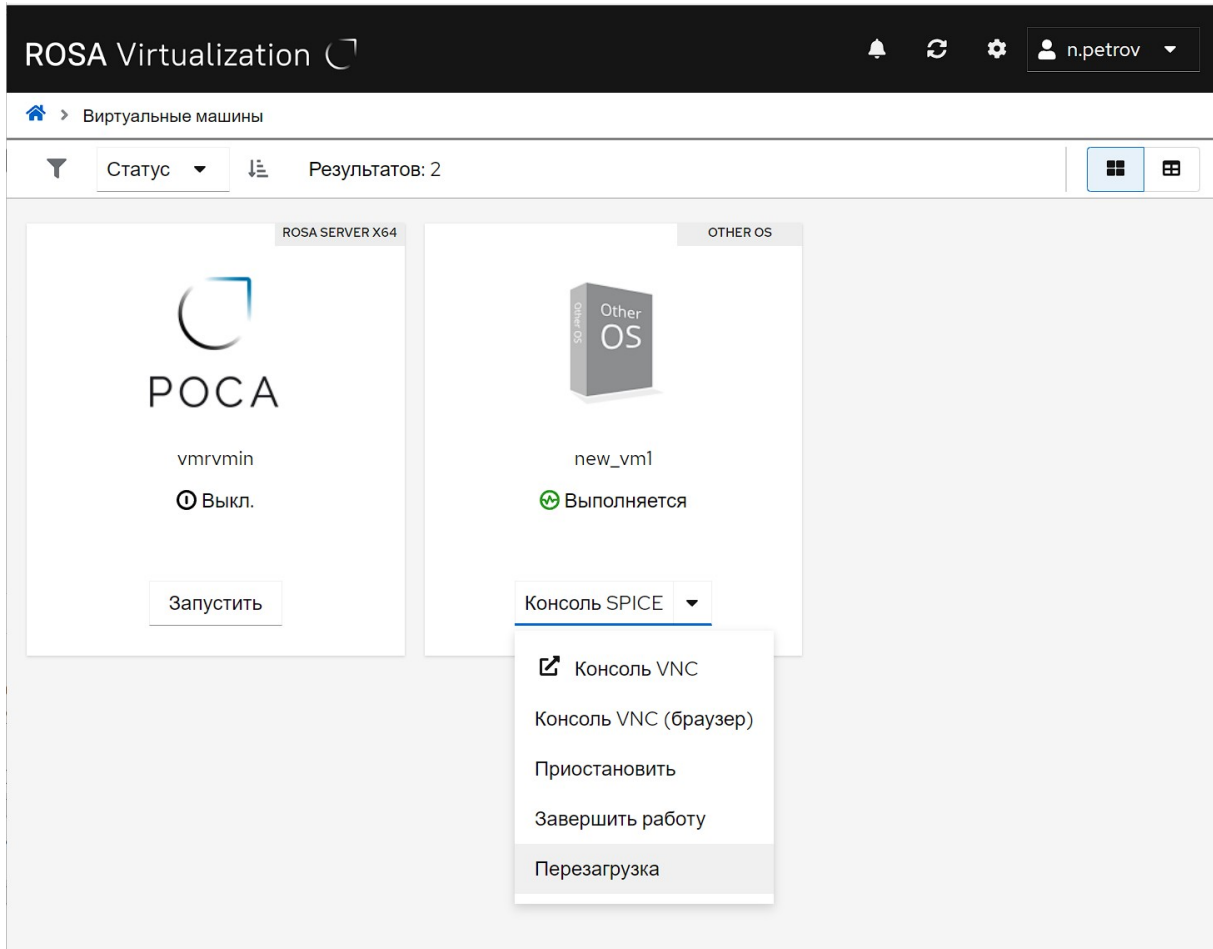 ROSA Virtualization
n.petrov
Виртуальные машины
Статус
Результатов: 2
ROSA SERVER X64
РОСА
vmrvmin
Выкл.
Запустить
OTHER OS
Other OS
Other
OS
new_vm1
Выполняется
Консоль SPICE
Консоль VNC
Консоль VNC (браузер)
Приостановить
Завершить работу
Перезагрузка